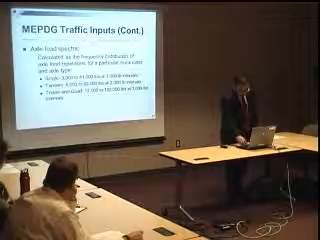 MEPDG Traffic Inputs (Cont.)
Axle load spectra:
Calculated as the frequency distribution of
axle load repetitions for a particular truck class
and axle type:
Single: 3,000 to 41,000 lbs at 1,000 lb intervals
Tandem: 6,000 to 82,000 lbs at 2,000 lb intervals
Tridem and Quad: 12,000 to 102,000 lbs at 3,000 lbs
intervals